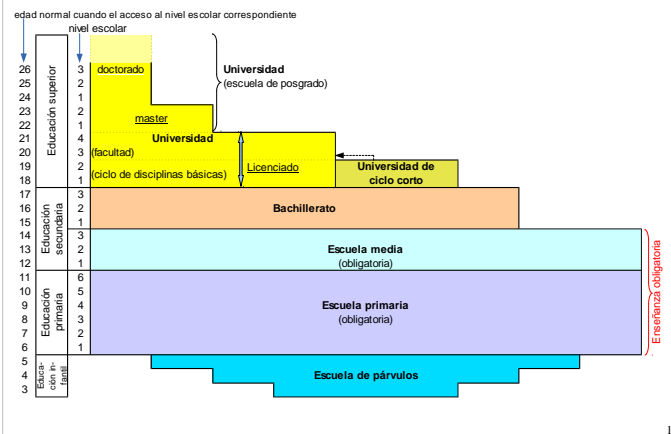 edad normal cuando el acceso al nivel escolar correspondiente
nivel escolar
26 3 doctorado Universidad
25 2 (escuela de posgrado)
24 1
23 2
22 1 master
21 4 Universidad
20 3 (facultad)
19 2 (ciclo de disciplinas básicas) Licenciado Universidad de
18 1 ciclo corto
Educación superior
17 3
16 2 Bachillerato
15 1
14 3
13 2 Escuela media
12 1 (obligatoria)
Educación
secundaria
11 6
10 5
9 4 Escuela primaria
8 3 (obligatoria)
7 2
6 1
Educación
primaria
Enseñanza obligatoria
5
4 Escuela de párvulos
3
Educa-
ción in-
fantil
1